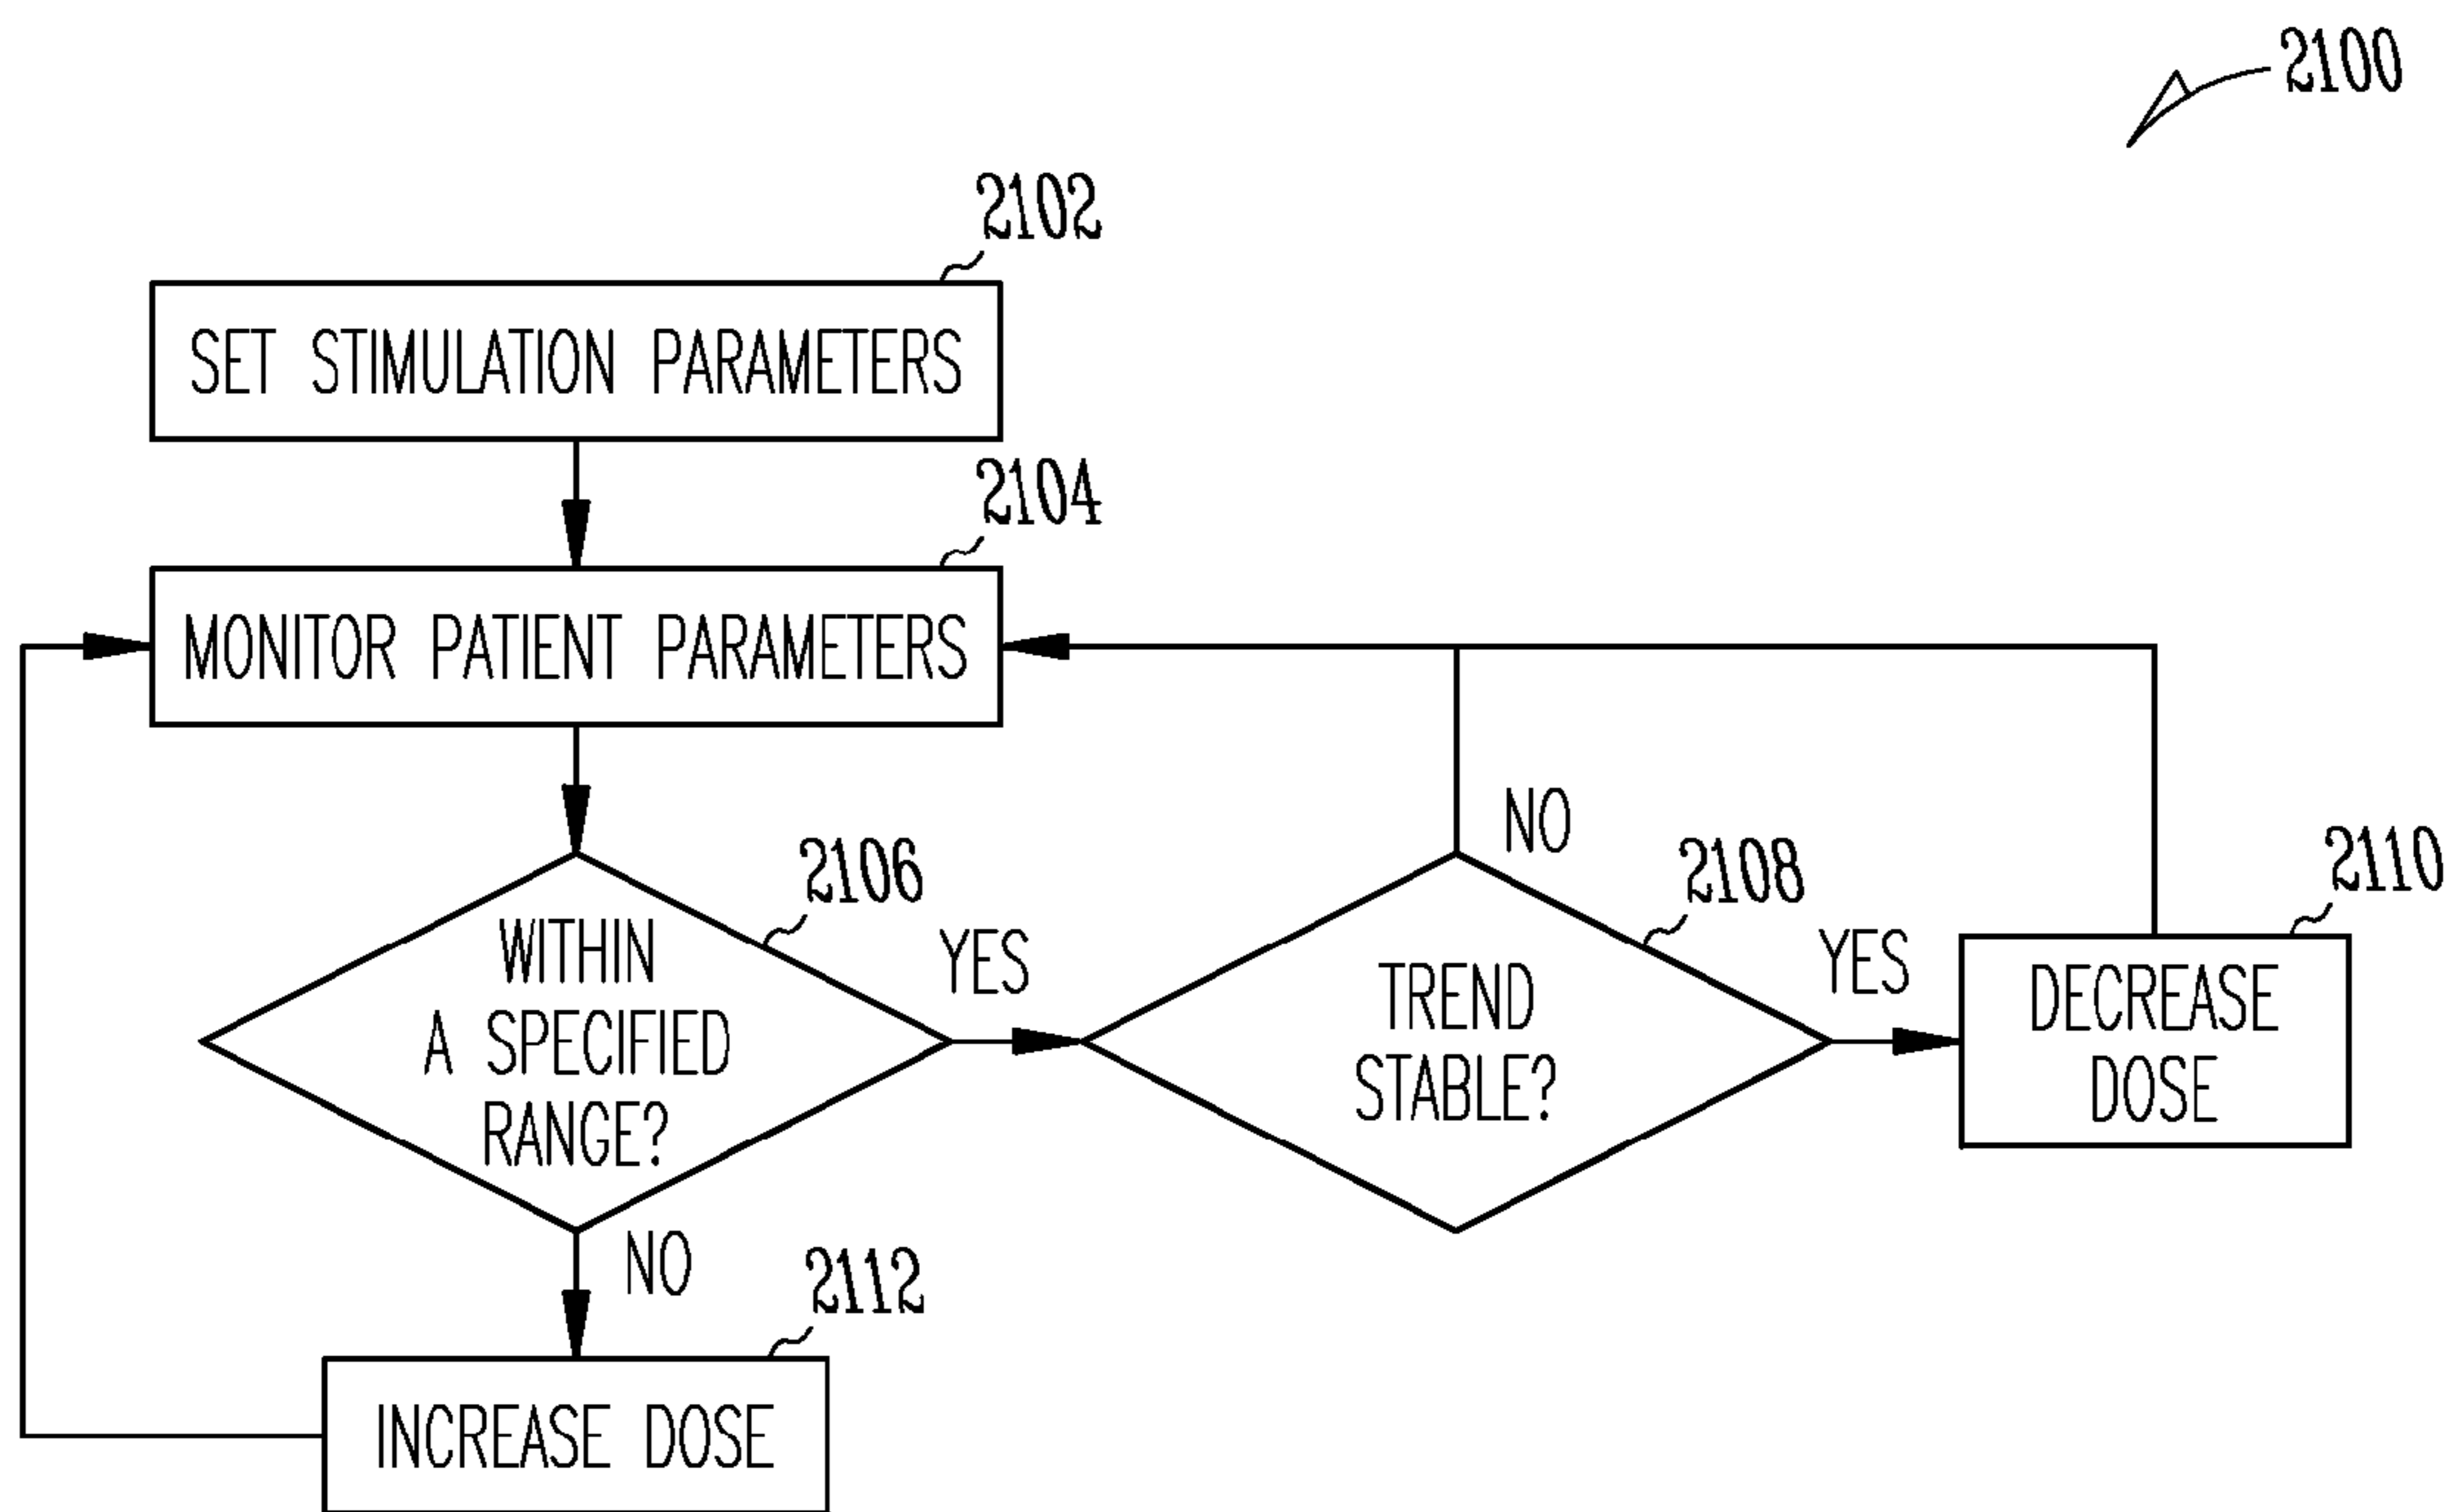 2100
2102
SET STIMULATION PARAMETERS
2104
MONITOR PATIENT PARAMETERS
2106
WITHIN
A SPECIFIED
RANGE?
YES
NO
2108
TREND
STABLE?
NO
YES
2110
DECREASE
DOSE
2112
INCREASE DOSE